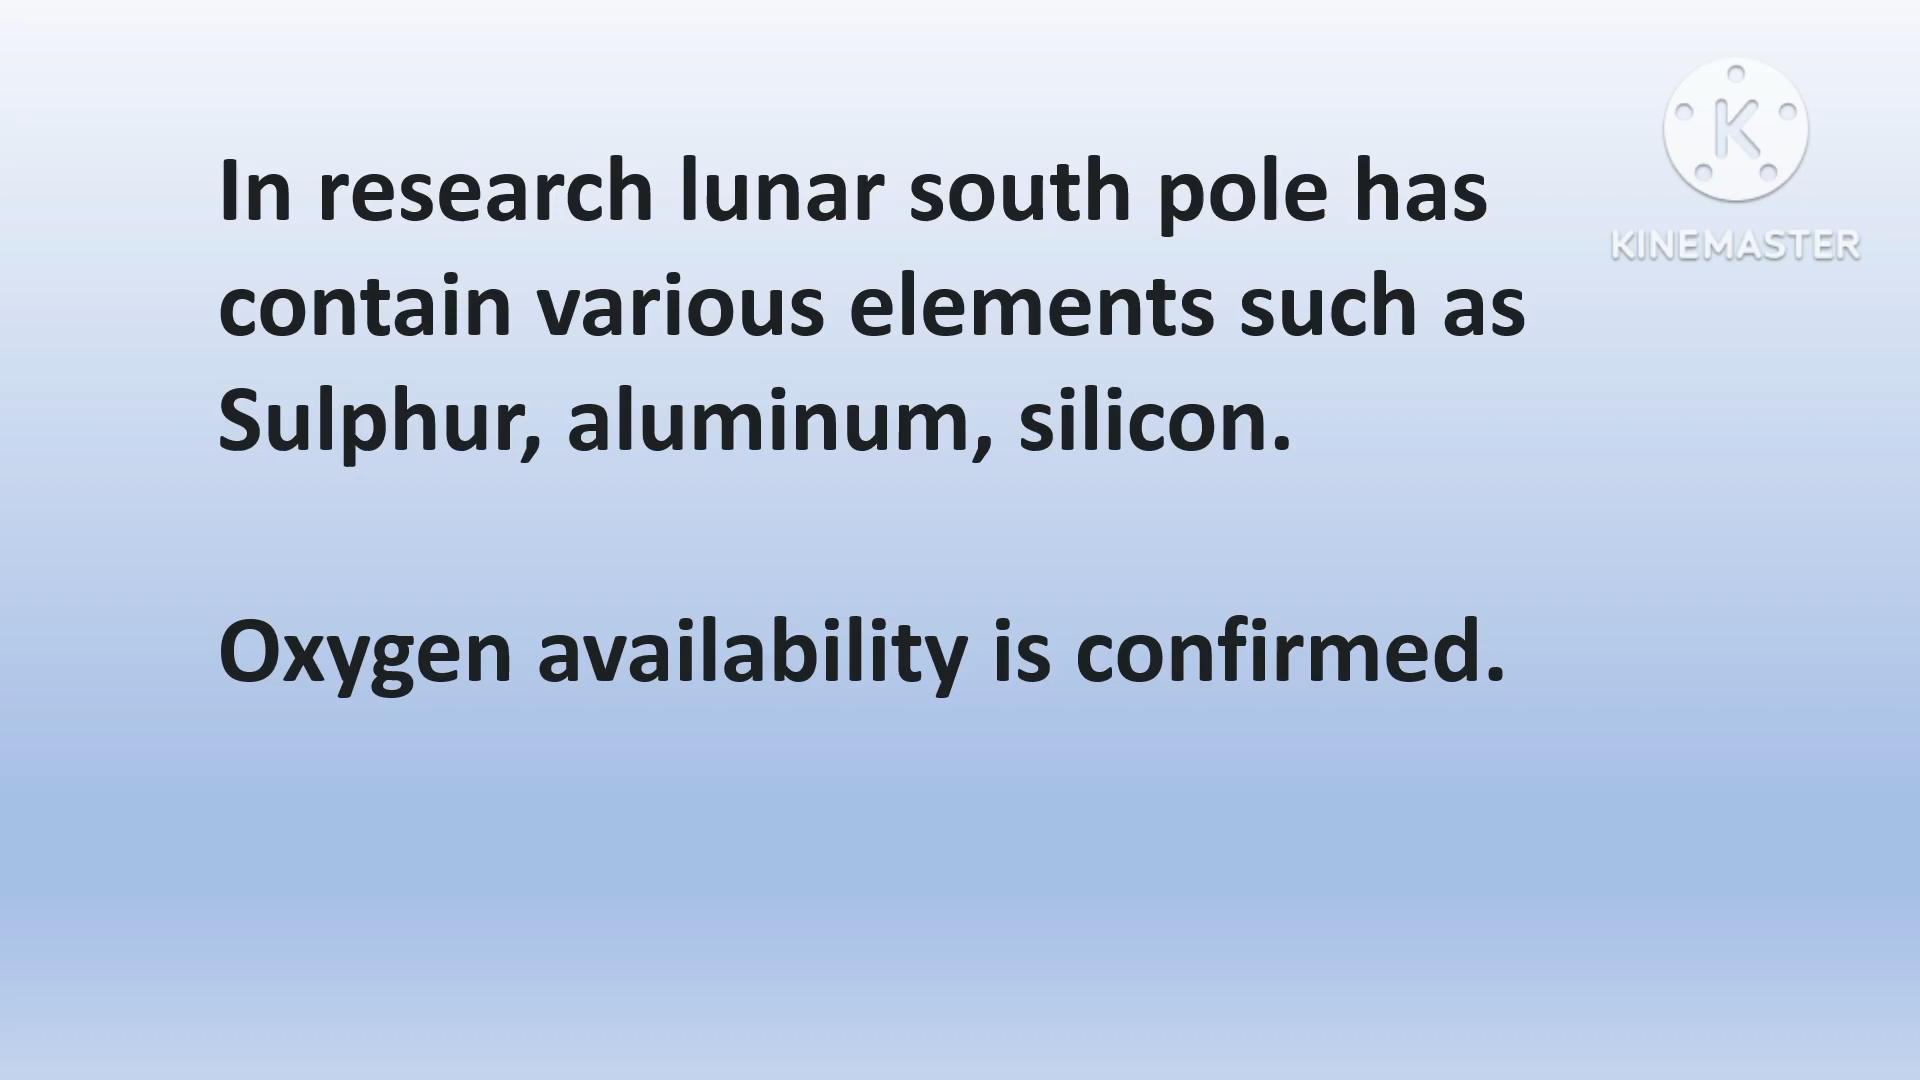 In research lunar south pole has
contain various elements such as
Sulphur, aluminum, silicon.
Oxygen availability is confirmed.
K
KINEMASTER